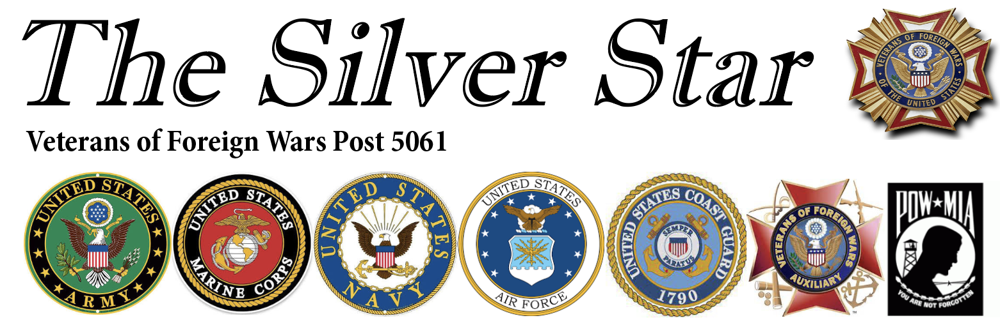 The Silver Star
VETERANS OF FOREIGN WARS
OF THE UNITED STATES
Veterans of Foreign Wars Post 5061
UNITED STATES
ARMY
UNITED STATES
MARINE CORPS
UNITED STATES
NAVY
UNITED STATES
AIR FORCE
UNITED STATES COAST GUARD
SEMPER
PARATUS
1790
VETERANS OF FOREIGN WARS
AUXILIARY
TM
POW★MIA
YOU ARE NOT FORGOTTEN